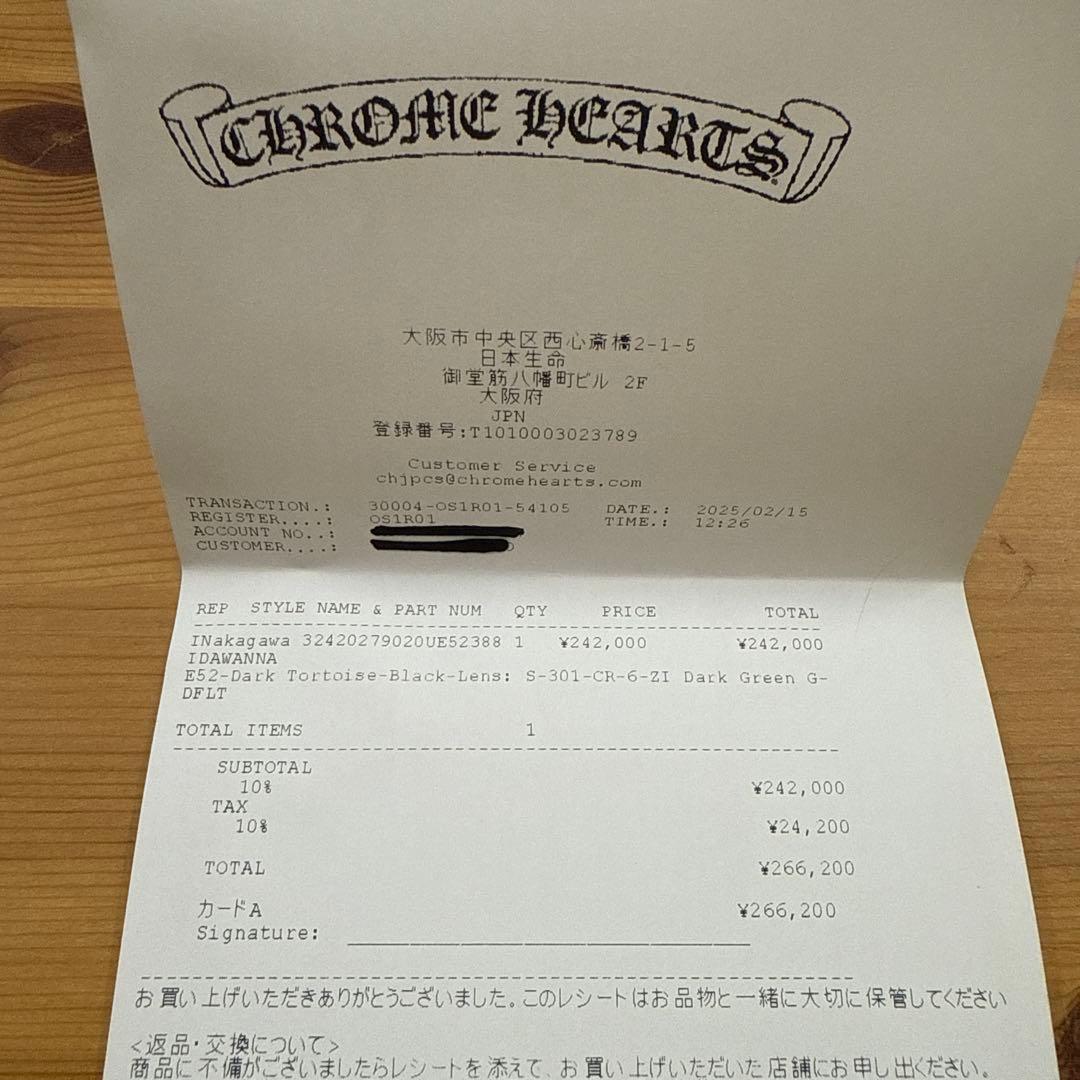 CHROME HEARTS
大阪市中央区西心斎橋2-1-5
日本生命
御堂筋八幡町ビル 2F
大阪府
JPN
登録番号:T1010003023789
Customer Service
chjpcs@chromehearts.com
TRANSACTION.: 30004-OS1R01-54105 DATE.: 2025/02/15
REGISTER....: OS1R01 TIME.: 12:26
ACCOUNT NO..:
CUSTOMER....:
REP STYLE NAME & PART NUM QTY PRICE TOTAL
INakagawa 32420279020UE52388 1 ¥242,000 ¥242,000
IDAWANNA
E52-Dark Tortoise-Black-Lens: S-301-CR-6-ZI Dark Green G-
DFLT
TOTAL ITEMS 1
SUBTOTAL
10% ¥242,000
TAX
10% ¥24,200
TOTAL ¥266,200
カードA ¥266,200
Signature:
お買い上げいただきありがとうございました。このレシートはお品物と一緒に大切に保管してください
<返品・交換について>
商品に不備がございましたらレシートを添えて、お買い上げいただいた店舗にお申し出ください。